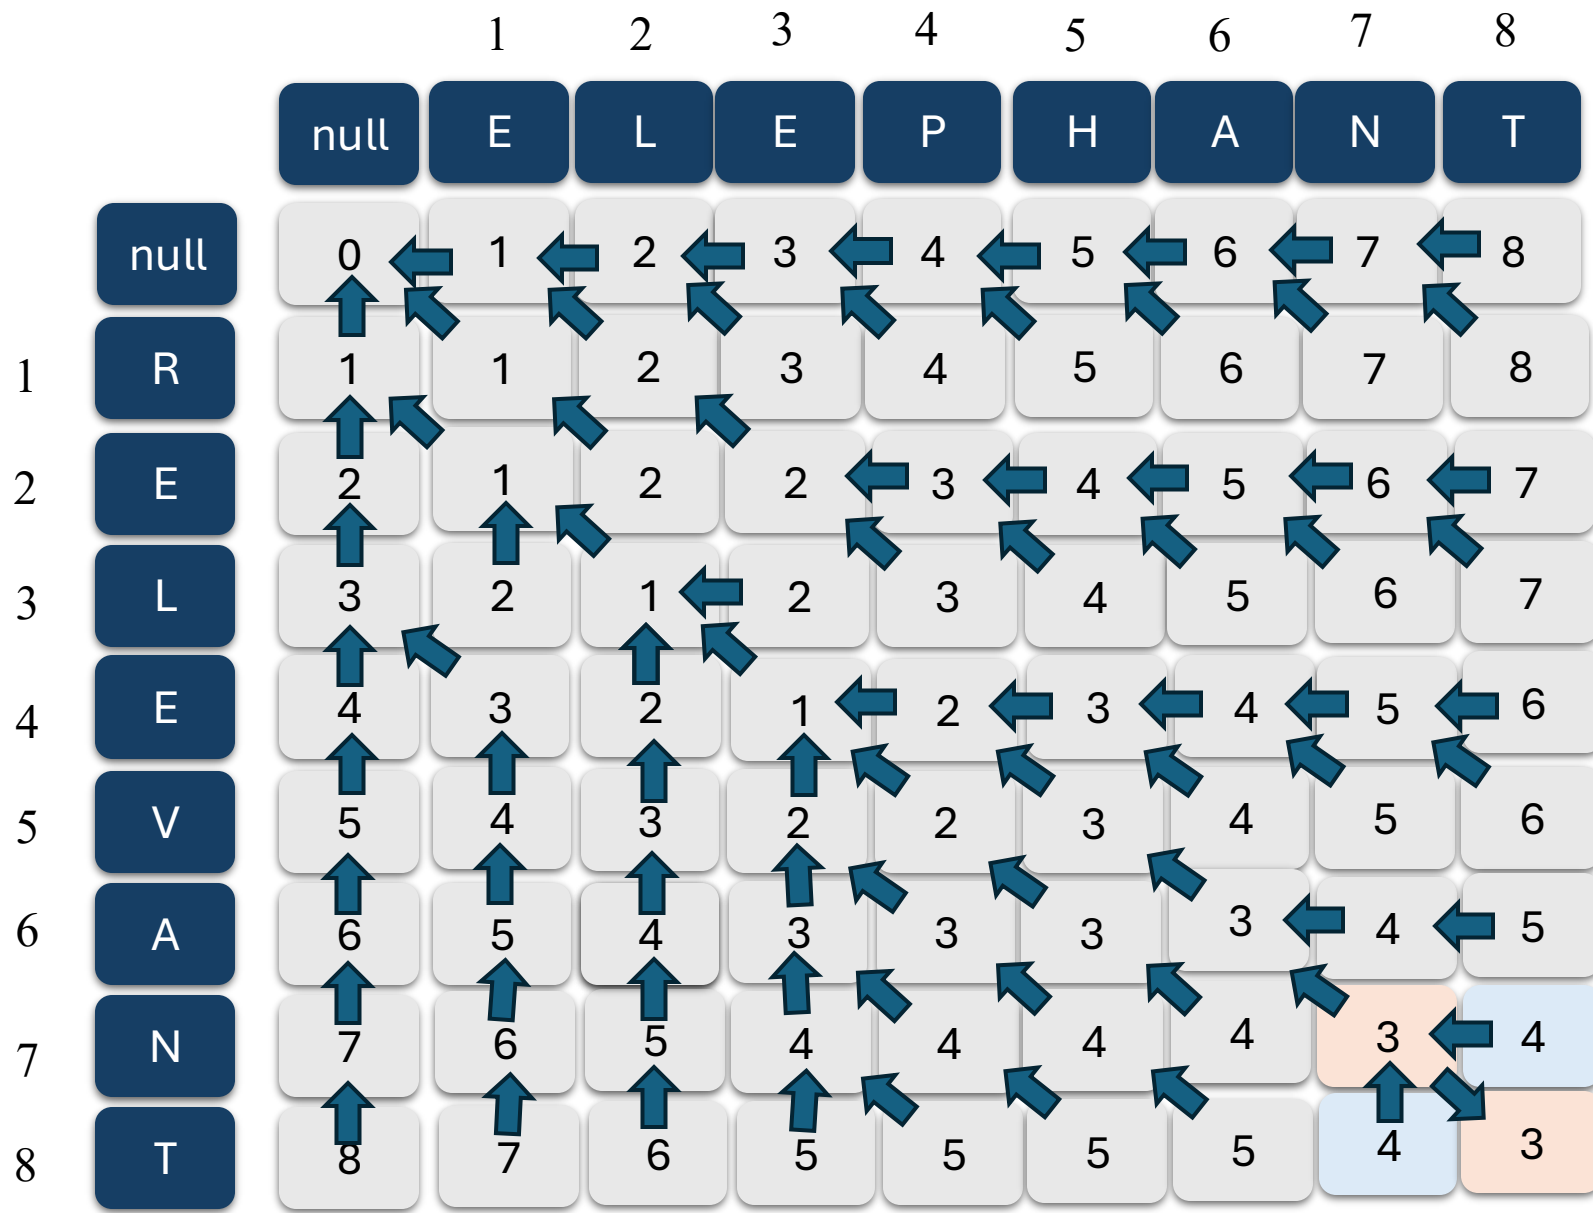 1 2 3 4 5 6 7 8
null E L E P H A N T
null 0 1 2 3 4 5 6 7 8
1 R 1 1 2 3 4 5 6 7 8
2 E 2 1 2 2 3 4 5 6 7
3 L 3 2 1 2 3 4 5 6 7
4 E 4 3 2 1 2 3 4 5 6
5 V 5 4 3 2 2 3 4 5 6
6 A 6 5 4 3 3 3 3 4 5
7 N 7 6 5 4 4 4 4 3 4
8 T 8 7 6 5 5 5 5 4 3